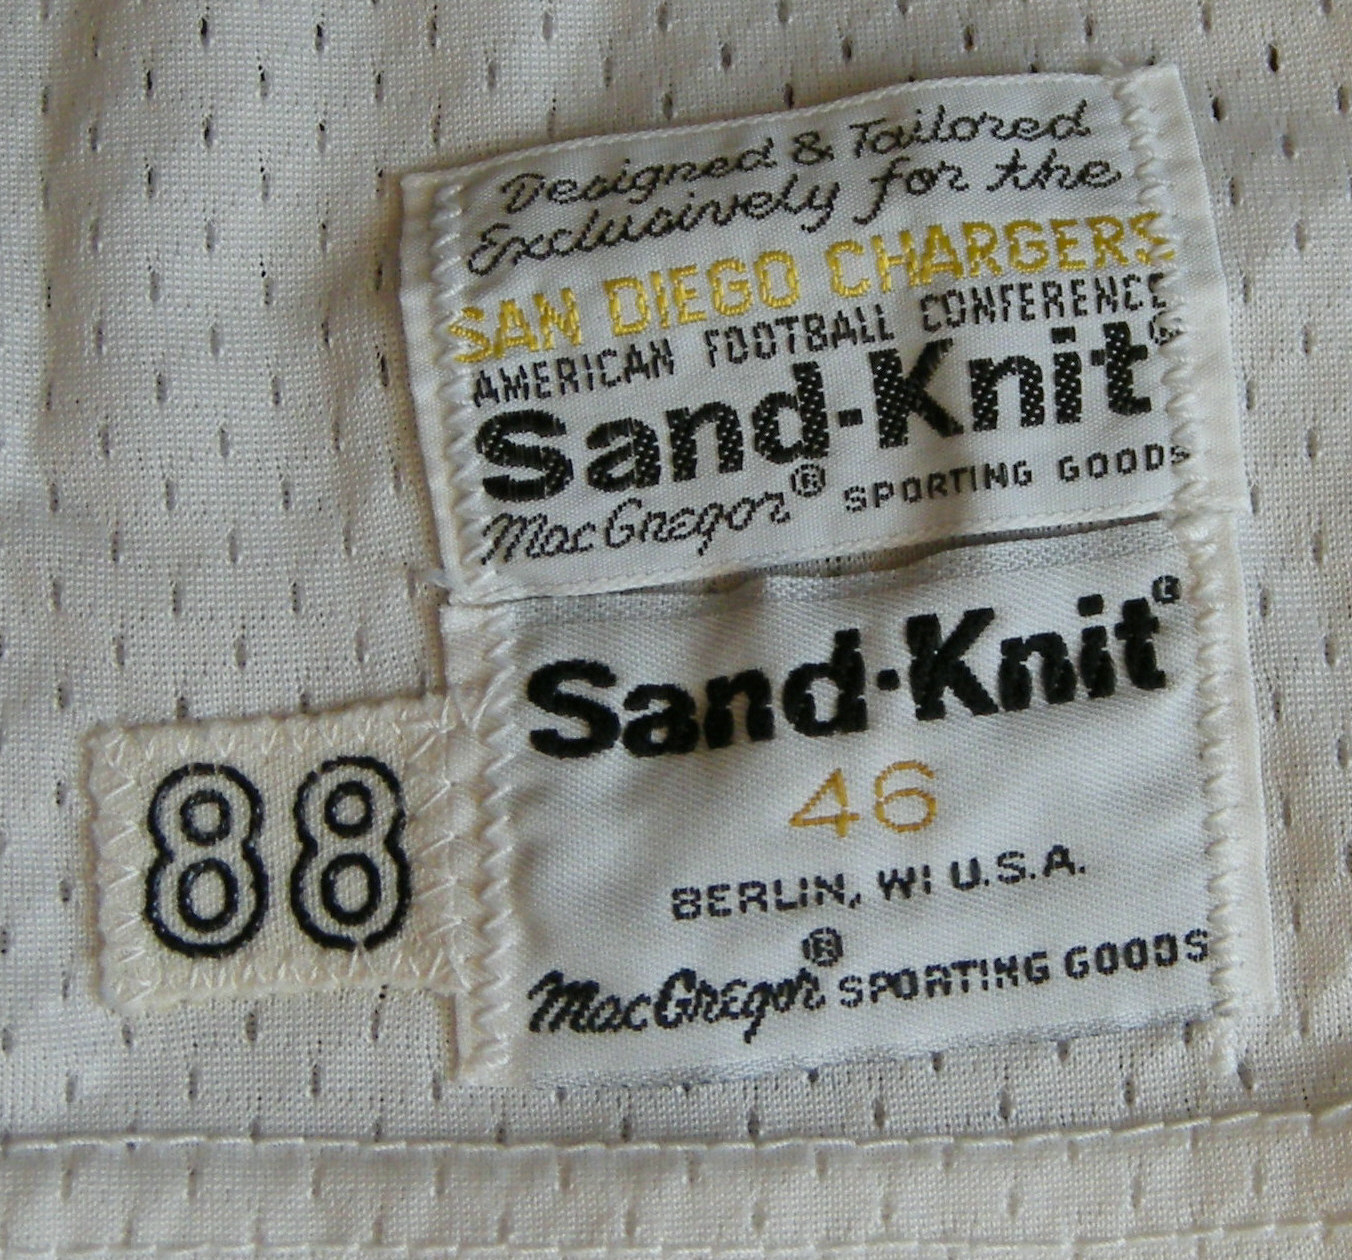 Designed & Tailored
Exclusively for the
SAN DIEGO CHARGERS
AMERICAN FOOTBALL CONFERENCE
Sand-Knit®
MacGregor® SPORTING GOODS
Sand-Knit®
46
BERLIN, WI U.S.A.
MacGregor® SPORTING GOODS
88